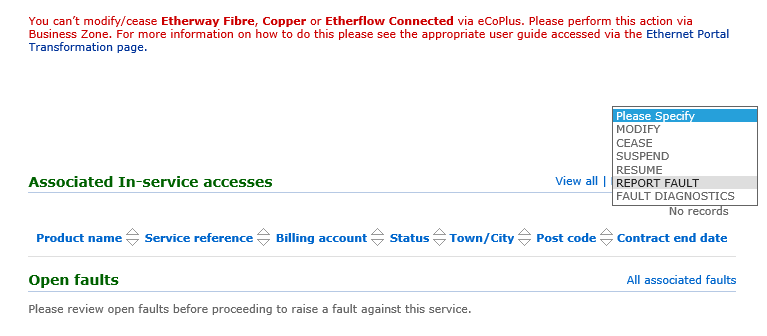 You can't modify/cease Etherway Fibre, Copper or Etherflow Connected via eCoPlus. Please perform this action via
Business Zone. For more information on how to do this please see the appropriate user guide accessed via the Ethernet Portal
Transformation page.
Please Specify
MODIFY
CEASE
SUSPEND
RESUME
REPORT FAULT
FAULT DIAGNOSTICS
Associated In-service accesses
View all |
No records
Product name Service reference Billing account Status Town/City Post code Contract end date
Open faults
All associated faults
Please review open faults before proceeding to raise a fault against this service.